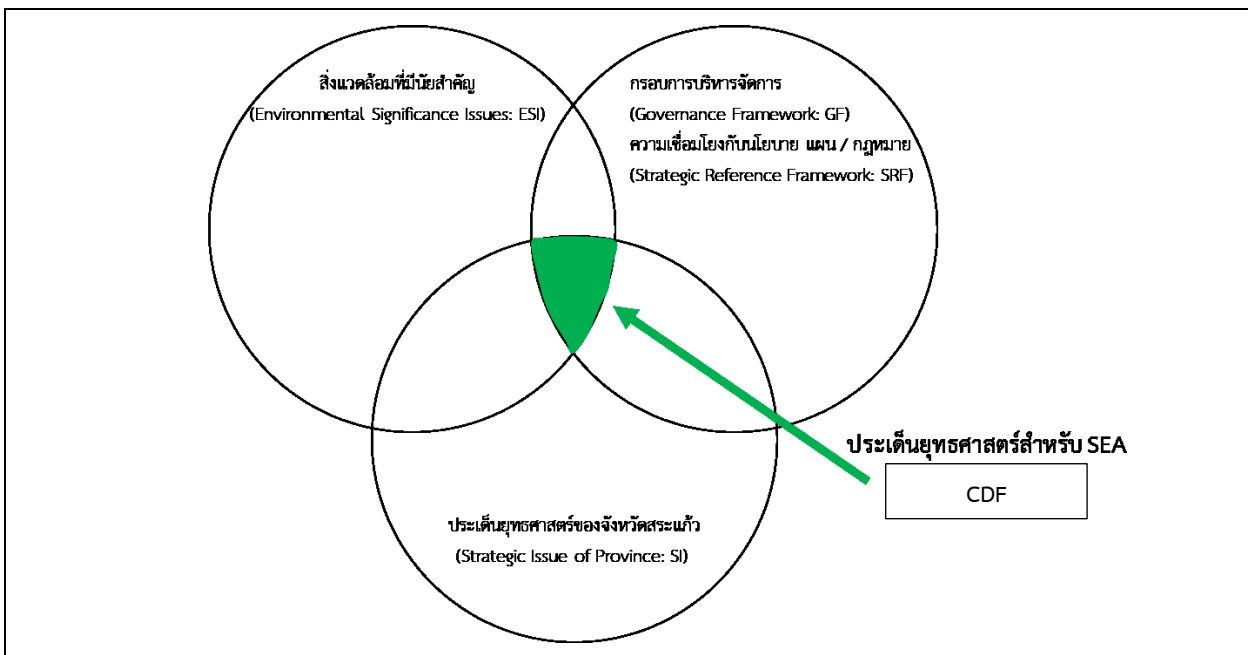 สิ่งแวดล้อมที่มีนัยสำคัญ
(Environmental Significance Issues: ESI)
กรอบการบริหารจัดการ
(Governance Framework: GF)
ความเชื่อมโยงกับนโยบาย แผน / กฎหมาย
(Strategic Reference Framework: SRF)
ประเด็นยุทธศาสตร์สำหรับ SEA
CDF
ประเด็นยุทธศาสตร์ของจังหวัดสระแก้ว
(Strategic Issue of Province: SI)